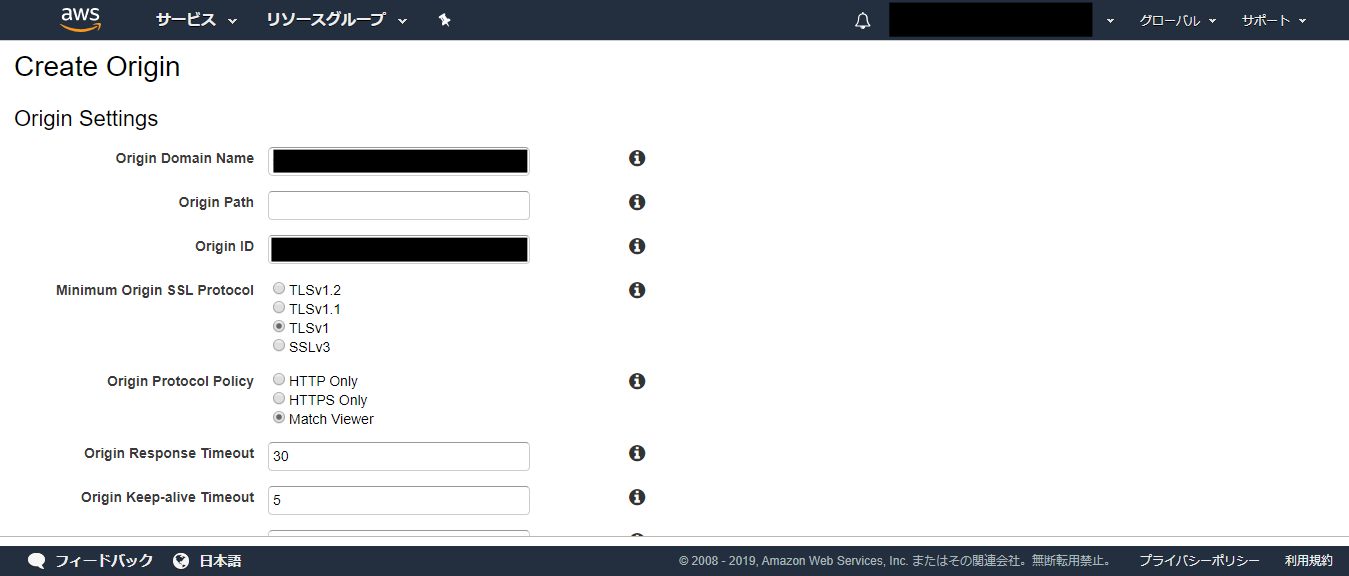 aws サービス リソースグループ グローバル サポート
Create Origin
Origin Settings
Origin Domain Name
Origin Path
Origin ID
Minimum Origin SSL Protocol TLSv1.2
TLSv1.1
TLSv1
SSLv3
Origin Protocol Policy HTTP Only
HTTPS Only
Match Viewer
Origin Response Timeout 30
Origin Keep-alive Timeout 5
フィードバック 日本語 © 2008 - 2019, Amazon Web Services, Inc. またはその関連会社。無断転用禁止。 プライバシーポリシー 利用規約